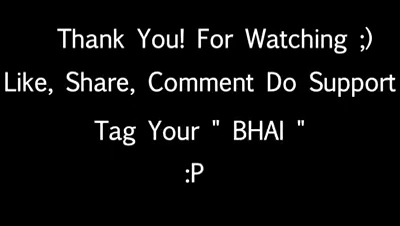 Thank You! For Watching ;)
Like, Share, Comment Do Support
Tag Your " BHAI "
:P